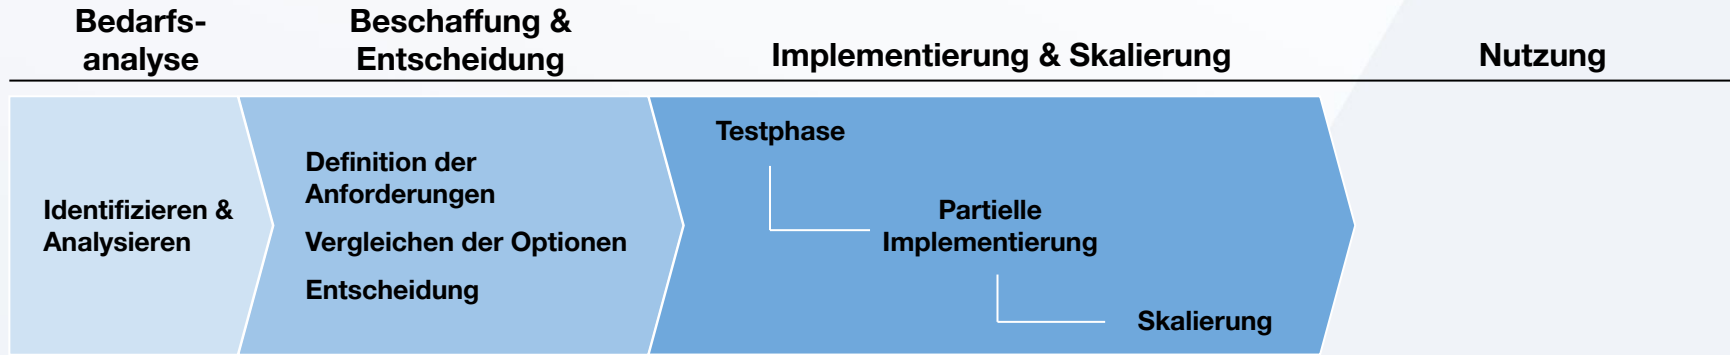 Bedarfs-
analyse
Beschaffung &
Entscheidung
Implementierung & Skalierung
Nutzung
Identifizieren &
Analysieren
Definition der
Anforderungen
Vergleichen der Optionen
Entscheidung
Testphase
Partielle
Implementierung
Skalierung